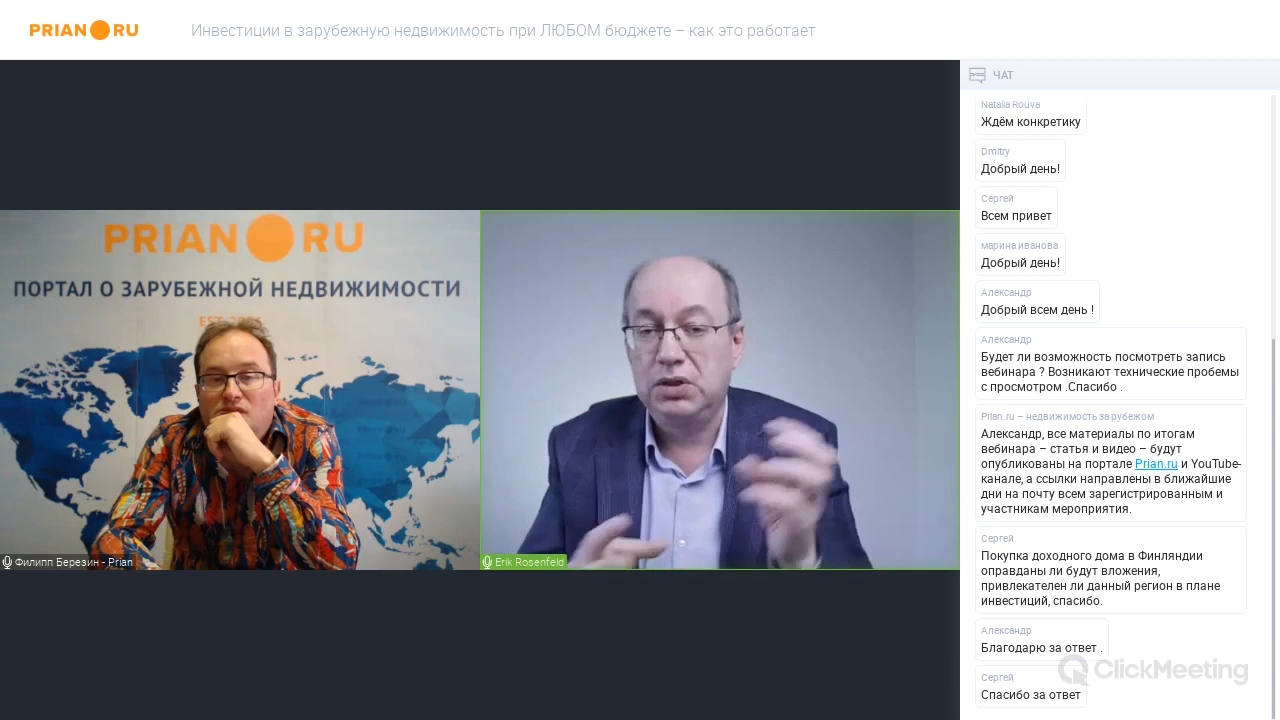 PRIAN RU
Инвестиции в зарубежную недвижимость при ЛЮБОМ бюджете – как это работает
PRIAN RU
ПОРТАЛ О ЗАРУБЕЖНОЙ НЕДВИЖИМОСТИ
Филипп Березин - Prian
Erik Rosenfeld
ЧАТ
Natalia Rouva
Ждём конкретику
Dmitry
Добрый день!
Сергей
Всем привет
марина иванова
Добрый день!
Александр
Добрый всем день !
Александр
Будет ли возможность посмотреть запись
вебинара ? Возникают технические пробемы
с просмотром .Спасибо .
Prian.ru – недвижимость за рубежом
Александр, все материалы по итогам
вебинара – статья и видео – будут
опубликованы на портале Prian.ru и YouTube-
канале, а ссылки направлены в ближайшие
дни на почту всем зарегистрированным и
участникам мероприятия.
Сергей
Покупка доходного дома в Финляндии
оправданы ли будут вложения,
привлекателен ли данный регион в плане
инвестиций, спасибо.
Александр
Благодарю за ответ .
Сергей
Спасибо за ответ
ClickMeeting